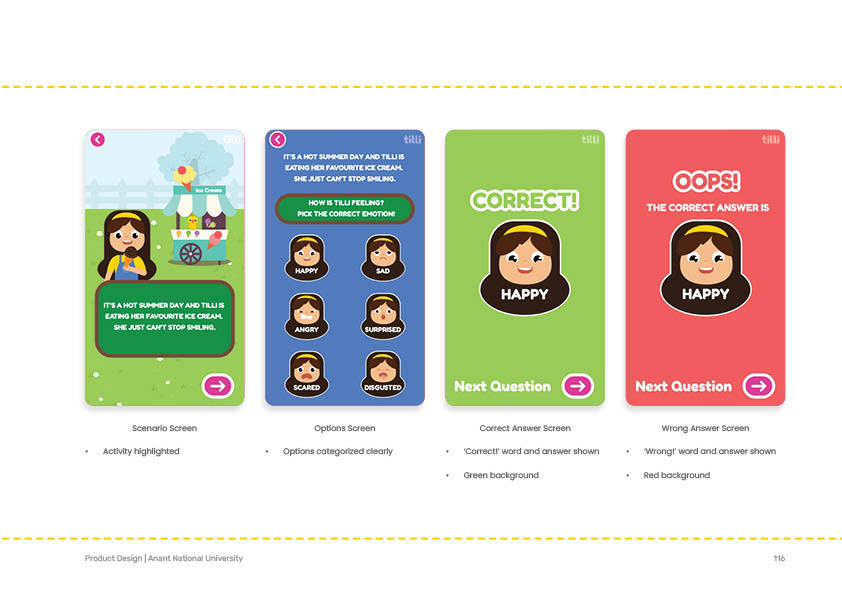 tilli
Ice Cream
IT'S A HOT SUMMER DAY AND TILLI IS
EATING HER FAVOURITE ICE CREAM.
SHE JUST CAN'T STOP SMILING.
tilli
IT'S A HOT SUMMER DAY AND TILLI IS
EATING HER FAVOURITE ICE CREAM.
SHE JUST CAN'T STOP SMILING.
HOW IS TILLI FEELING?
PICK THE CORRECT EMOTION!
HAPPY
SAD
ANGRY
SURPRISED
SCARED
DISGUSTED
tilli
CORRECT!
HAPPY
Next Question
tilli
OOPS!
THE CORRECT ANSWER IS
HAPPY
Next Question
Scenario Screen
• Activity highlighted
Options Screen
• Options categorized clearly
Correct Answer Screen
• 'Correct!' word and answer shown
• Green background
Wrong Answer Screen
• 'Wrong!' word and answer shown
• Red background
Product Design | Anant National University
116